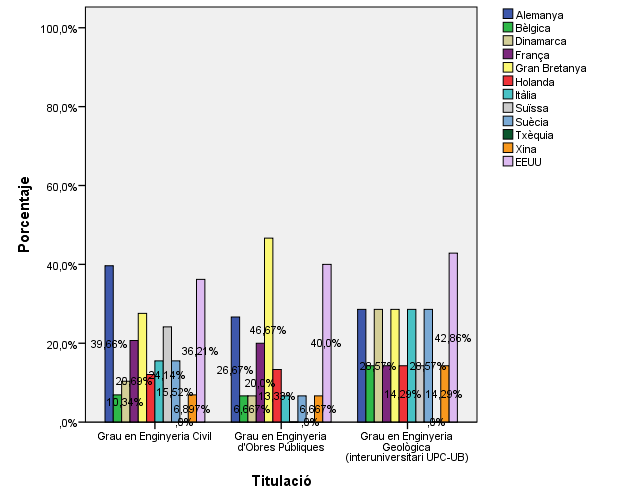 100,0%
80,0%
60,0%
40,0%
20,0%
,0%
Porcentaje
39,66%
10,34%
20,69%
24,14%
15,52%
6,897%
,0%
36,21%
26,67%
6,667%
20,0%
46,67%
13,33%
6,667%
,0%
40,0%
28,57%
14,29%
28,57%
14,29%
,0%
42,86%
Grau en Enginyeria Civil
Grau en Enginyeria
d'Obres Públiques
Grau en Enginyeria
Geològica
(interuniversitari UPC-UB)
Titulació
Alemanya
Bèlgica
Dinamarca
França
Gran Bretanya
Holanda
Itàlia
Suïssa
Suècia
Txèquia
Xina
EEUU